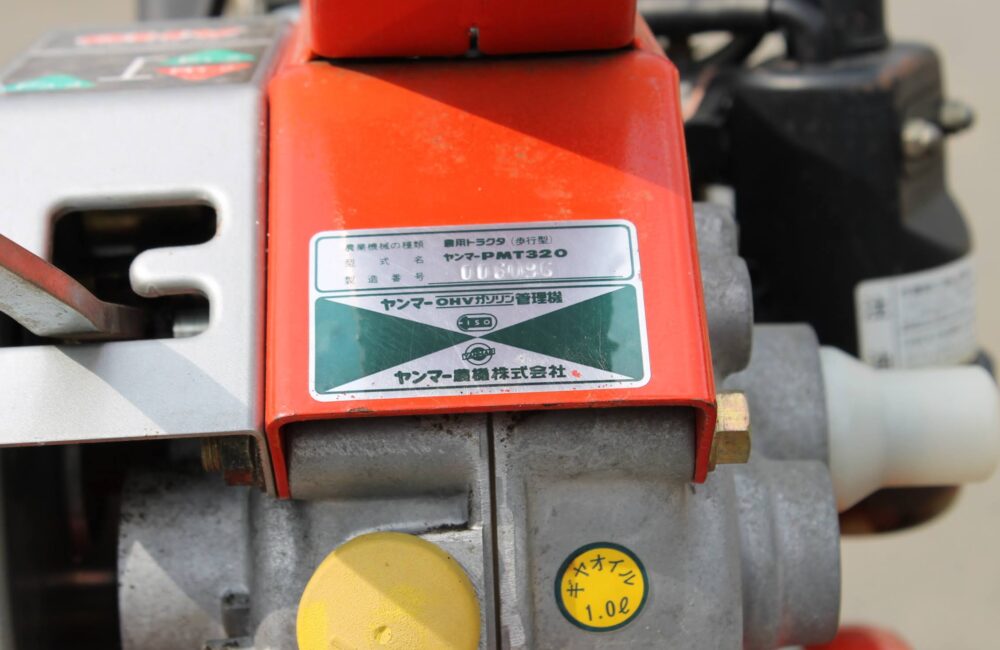 農業機械の種類 農用トラクタ(歩行型)
型式名 ヤンマーPMT320
製造番号
ヤンマーOHVガソリン管理機
ISO
ヤンマー農機株式会社
ギヤオイル
1.0ℓ
注